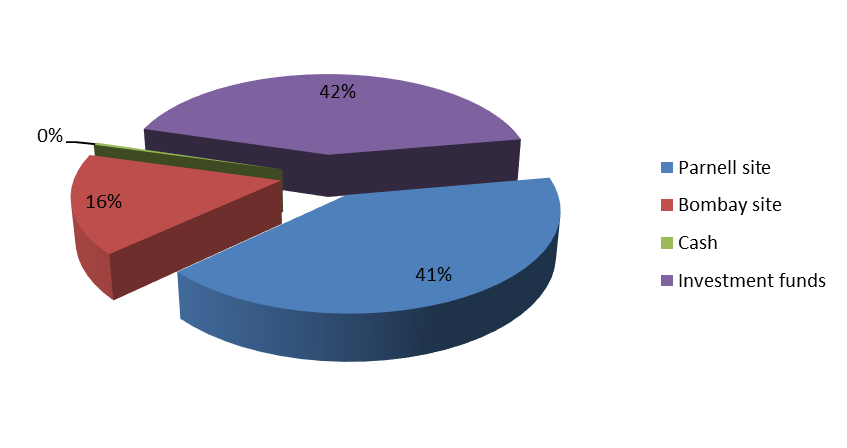 42%
0%
16%
41%
Parnell site
Bombay site
Cash
Investment funds